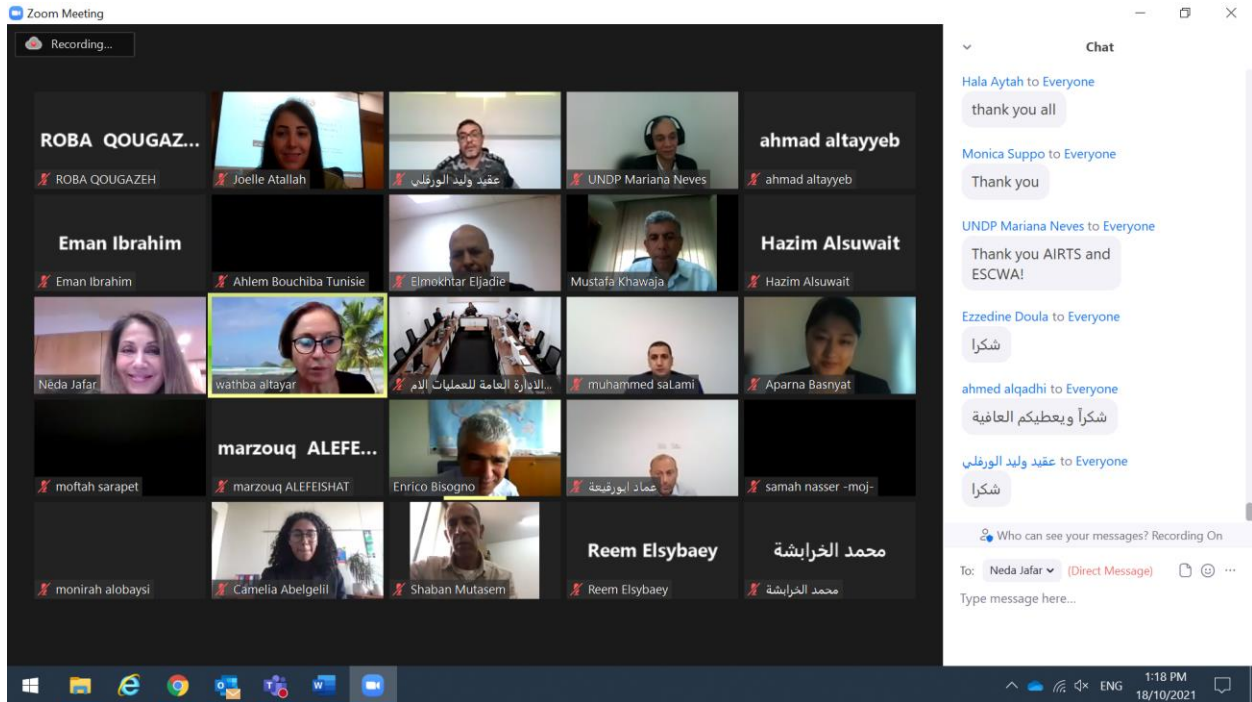 Zoom Meeting
Recording...
Chat
ROBA QOUGAZ...
ROBA QOUGAZEH
Joelle Atallah
عقيد وليد الورفلي
UNDP Mariana Neves
ahmad altayyeb
ahmad altayyeb
Eman Ibrahim
Eman Ibrahim
Ahlem Bouchiba Tunisie
Elmokhtar Eljadie
Mustafa Khawaja
Hazim Alsuwait
Hazim Alsuwait
Neda Jafar
wathba altayar
الادارة العامة للعمليات الام...
muhammed saLami
Aparna Basnyat
moftah sarapet
marzouq ALEFE...
marzouq ALEFEISHAT
Enrico Bisogno
عماد ابورقيعة
samah nasser -moj-
monirah alobaysi
Camelia Abelgelil
Shaban Mutasem
Reem Elsybaey
Reem Elsybaey
محمد الخرابشة
محمد الخرابشة
Hala Aytah to Everyone
thank you all
Monica Suppo to Everyone
Thank you
UNDP Mariana Neves to Everyone
Thank you AIRTS and
ESCWA!
Ezzedine Doula to Everyone
شكرا
ahmed alqadhi to Everyone
شكراً ويعطيكم العافية
عقيد وليد الورفلي to Everyone
شكرا
Who can see your messages? Recording On
To: Neda Jafar (Direct Message)
Type message here...
ENG
1:18 PM
18/10/2021